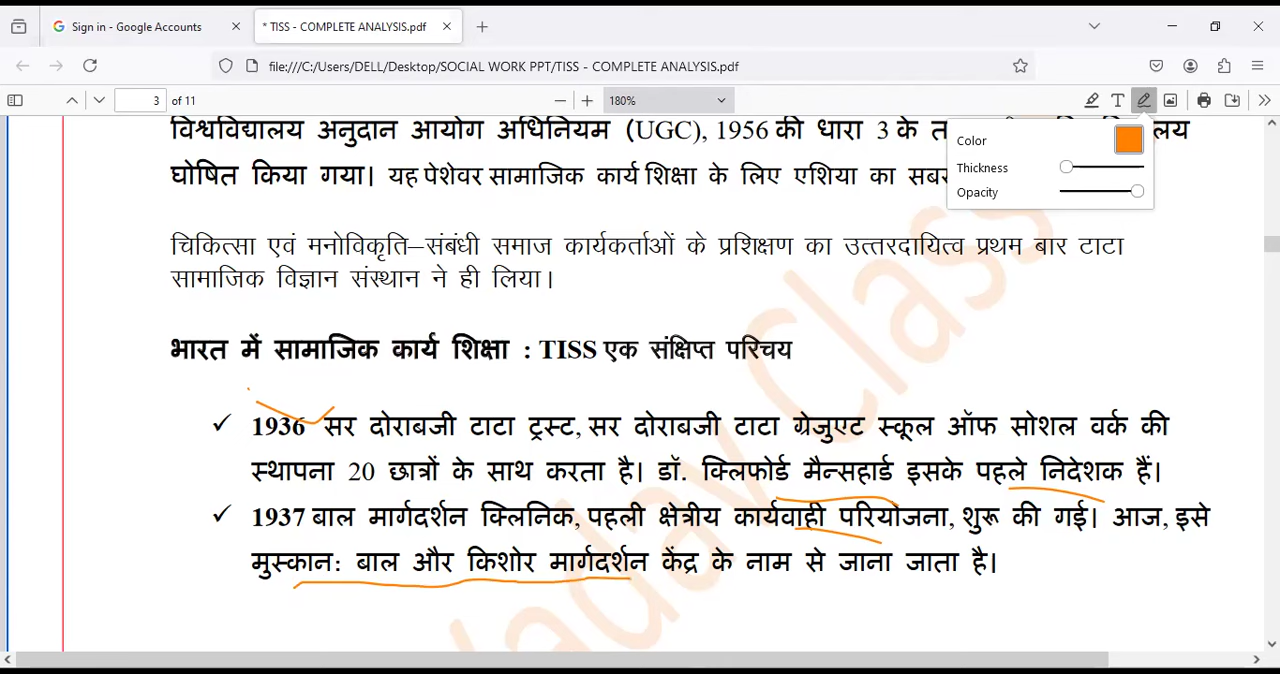 Sign in - Google Accounts
* TISS - COMPLETE ANALYSIS.pdf
file:///C:/Users/DELL/Desktop/SOCIAL WORK PPT/TISS - COMPLETE ANALYSIS.pdf
3 of 11
180%
Color
Thickness
Opacity
विश्वविद्यालय अनुदान आयोग अधिनियम (UGC), 1956 की धारा 3 के
घोषित किया गया। यह पेशेवर सामाजिक कार्य शिक्षा के लिए एशिया का
चिकित्सा एवं मनोविकृति–संबंधी समाज कार्यकर्ताओं के प्रशिक्षण का उत्तरदायित्व प्रथम बार टाटा
सामाजिक विज्ञान संस्थान ने ही लिया।
भारत में सामाजिक कार्य शिक्षा : TISS एक संक्षिप्त परिचय
✓ 1936 सर दोराबजी टाटा ट्रस्ट, सर दोराबजी टाटा ग्रेजुएट स्कूल ऑफ सोशल वर्क की
स्थापना 20 छात्रों के साथ करता है। डॉ. क्लिफोर्ड मैन्सहार्ड इसके पहले निदेशक हैं।
✓ 1937 बाल मार्गदर्शन क्लिनिक, पहली क्षेत्रीय कार्यवाही परियोजना, शुरू की गई। आज, इसे
मुस्कान: बाल और किशोर मार्गदर्शन केंद्र के नाम से जाना जाता है।
Yadav Class